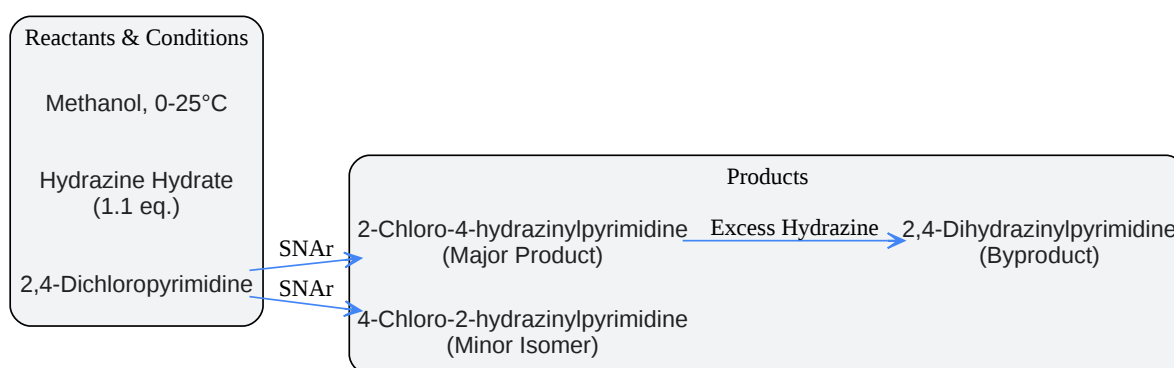 Reactants & Conditions
Methanol, 0-25°C
Hydrazine Hydrate
(1.1 eq.)
2,4-Dichloropyrimidine
SNAr
SNAr
Products
2-Chloro-4-hydrazinylpyrimidine
(Major Product)
Excess Hydrazine
2,4-Dihydrazinylpyrimidine
(Byproduct)
4-Chloro-2-hydrazinylpyrimidine
(Minor Isomer)